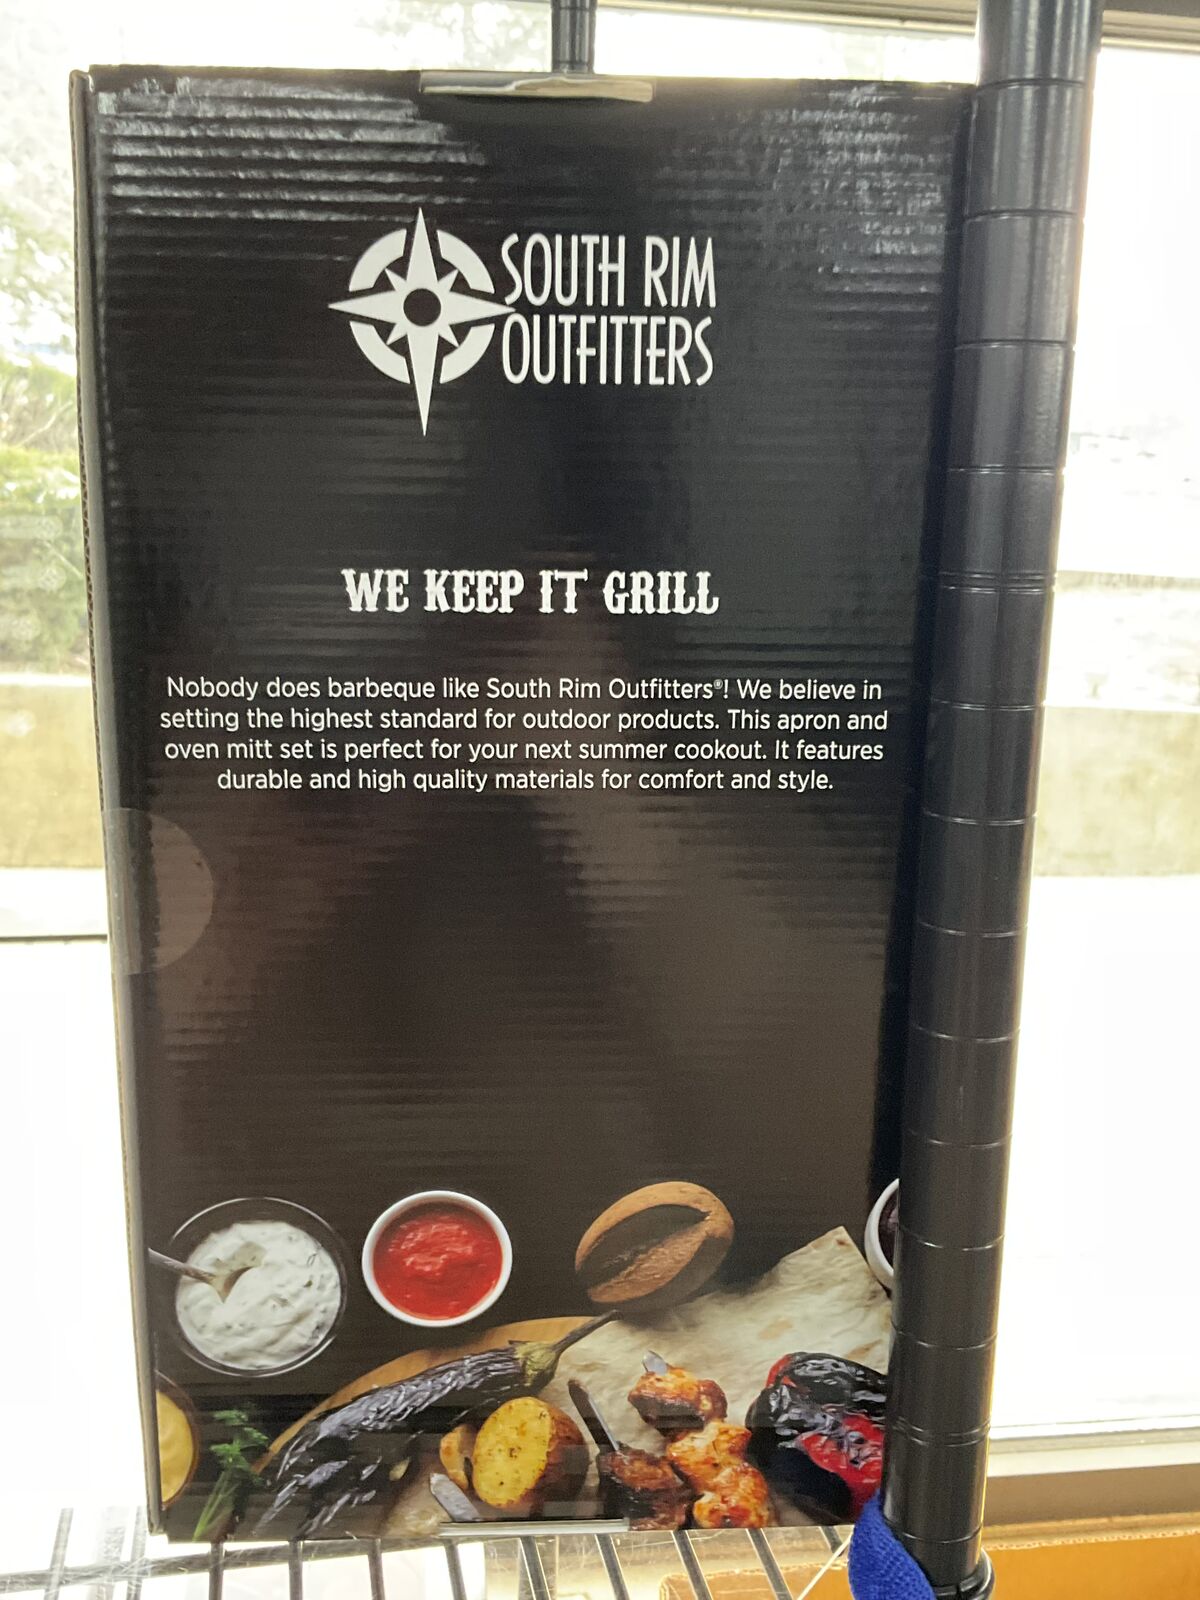 SOUTH RIM
OUTFITTERS
WE KEEP IT GRILL
Nobody does barbeque like South Rim Outfitters®! We believe in
setting the highest standard for outdoor products. This apron and
oven mitt set is perfect for your next summer cookout. It features
durable and high quality materials for comfort and style.